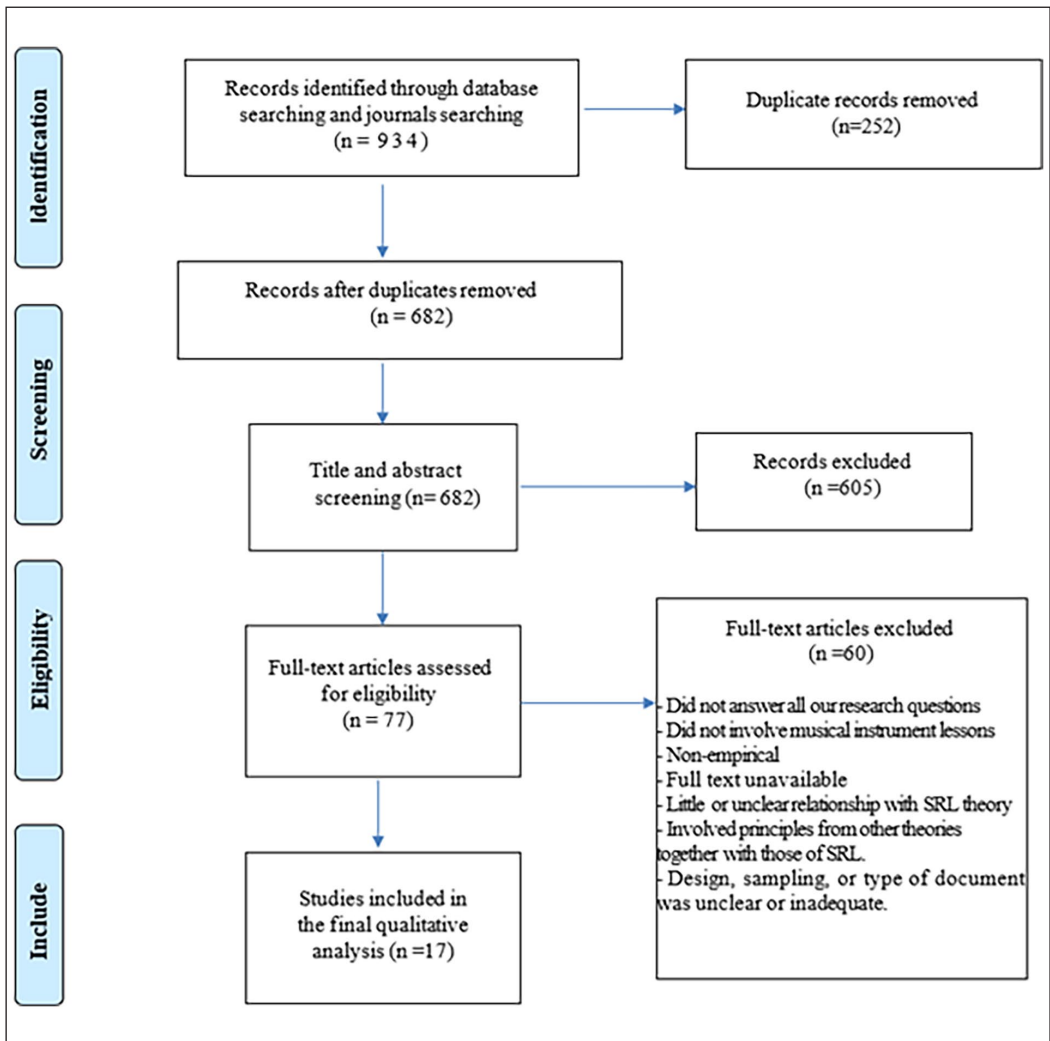 Identification
Records identified through database
searching and journals searching
(n = 934)
Duplicate records removed
(n=252)
Records after duplicates removed
(n = 682)
Screening
Title and abstract
screening (n= 682)
Records excluded
(n =605)
Eligibility
Full-text articles assessed
for eligibility
(n = 77)
Full-text articles excluded
(n =60)
- Did not answer all our research questions
- Did not involve musical instrument lessons
- Non-empirical
- Full text unavailable
- Little or unclear relationship with SRL theory
- Involved principles from other theories
together with those of SRL.
- Design, sampling, or type of document
was unclear or inadequate.
Include
Studies included in
the final qualitative
analysis (n =17)